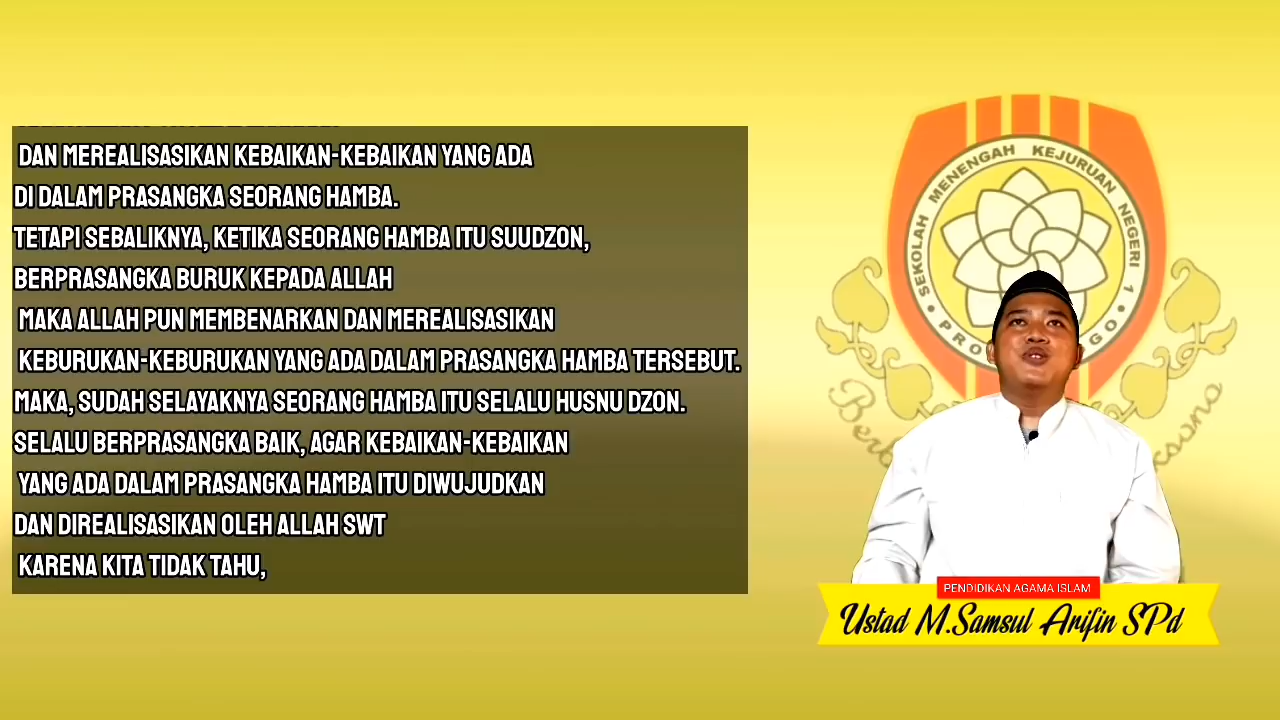 DAN MEREALISASIKAN KEBAIKAN-KEBAIKAN YANG ADA
DI DALAM PRASANGKA SEORANG HAMBA.
TETAPI SEBALIKNYA, KETIKA SEORANG HAMBA ITU SUUDZON,
BERPRASANGKA BURUK KEPADA ALLAH
MAKA ALLAH PUN MEMBENARKAN DAN MEREALISASIKAN
KEBURUKAN-KEBURUKAN YANG ADA DALAM PRASANGKA HAMBA TERSEBUT.
MAKA, SUDAH SELAYAKNYA SEORANG HAMBA ITU SELALU HUSNU DZON.
SELALU BERPRASANGKA BAIK, AGAR KEBAIKAN-KEBAIKAN
YANG ADA DALAM PRASANGKA HAMBA ITU DIWUJUDKAN
DAN DIREALISASIKAN OLEH ALLAH SWT
KARENA KITA TIDAK TAHU,
SEKOLAH MENENGAH KEJURUAN NEGERI 1
PENDIDIKAN AGAMA ISLAM
Ustad M.Samsul Arifin SPd